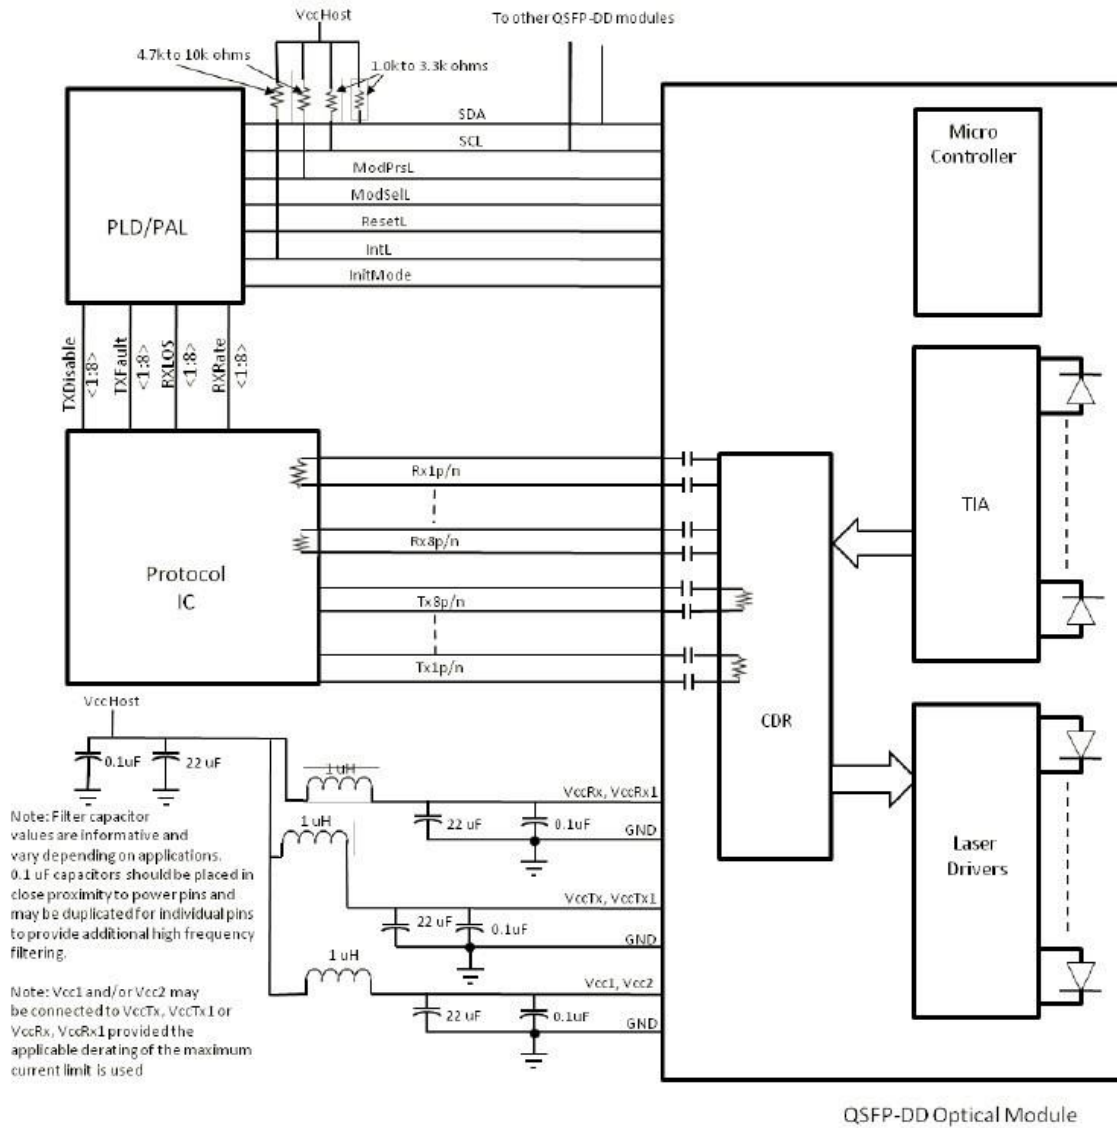 VccHost
To other QSFP-DD modules
4.7k to 10k ohms
1.0k to 3.3k ohms
SDA
SCL
ModPrsL
ModSelL
ResetL
IntL
InitMode
PLD/PAL
Micro
Controller
TXDisable
<1:8>
TXFault
<1:8>
RXLOS
<1:8>
RXRate
<1:8>
Rx1p/n
Rx8p/n
Tx8p/n
Tx1p/n
Protocol
IC
TIA
CDR
Laser
Drivers
VccHost
0.1uF
22 uF
1 uH
VccRx, VccRx1
22 uF
0.1uF
GND
1 uH
VccTx, VccTx1
22 uF
0.1uF
GND
1 uH
Vcc1, Vcc2
22 uF
0.1uF
GND
Note: Filter capacitor
values are informative and
vary depending on applications.
0.1 uF capacitors should be placed in
close proximity to power pins and
may be duplicated for individual pins
to provide additional high frequency
filtering.
Note: Vcc1 and/or Vcc2 may
be connected to VccTx, VccTx1 or
VccRx, VccRx1 provided the
applicable derating of the maximum
current limit is used
QSFP-DD Optical Module